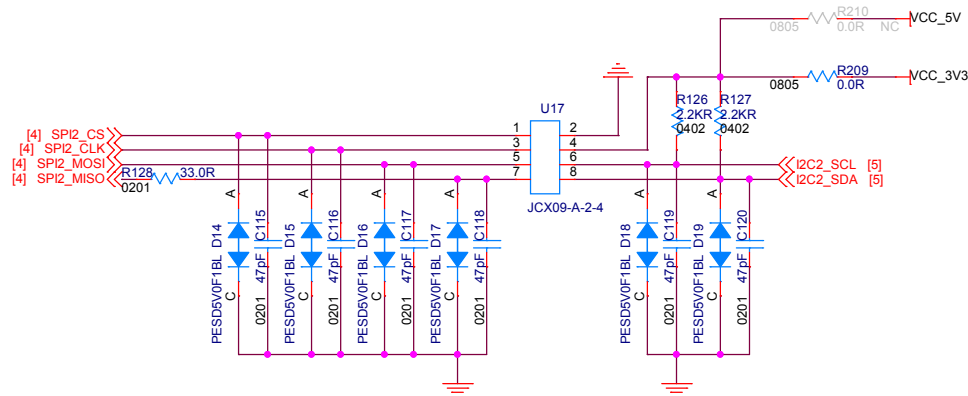 R210
0805 0.0R NC VCC_5V
R209
0805 0.0R VCC_3V3
U17
R126 R127
2.2KR 2.2KR
0402 0402
[4] SPI2_CS 1 2
[4] SPI2_CLK 3 4
[4] SPI2_MOSI 5 6 I2C2_SCL [5]
[4] SPI2_MISO R128 33.0R 7 8 I2C2_SDA [5]
0201
JCX09-A-2-4
A A A A A A
PESD5V0F1BL D14
47pF C115
0201
PESD5V0F1BL D15
47pF C116
0201
PESD5V0F1BL D16
47pF C117
0201
PESD5V0F1BL D17
47pF C118
0201
PESD5V0F1BL D18
47pF C119
0201
PESD5V0F1BL D19
47pF C120
0201
C C C C C C